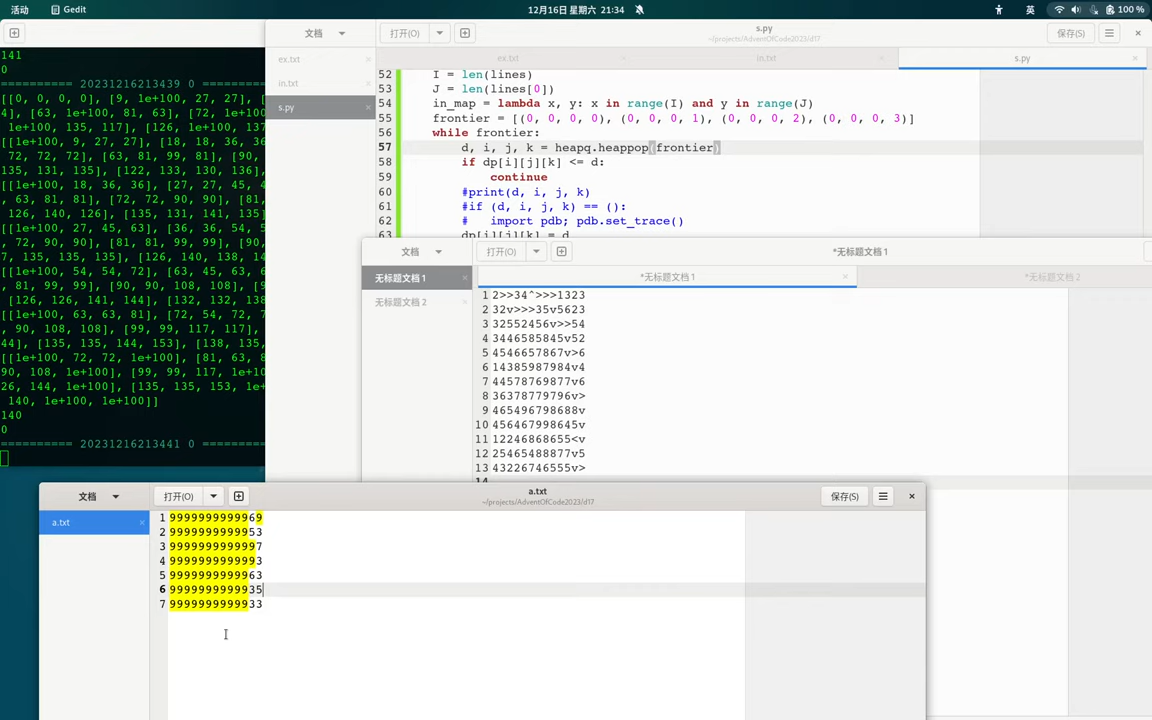 活动
Gedit
12月16日 星期六 21:34
英
100 %
文档
打开(O)
s.py
~/projects/AdventOfCode2023/d17
保存(S)
ex.txt
in.txt
s.py
ex.txt
in.txt
s.py
141
0
========== 20231216213439 0 =========
[[0, 0, 0, 0], [9, 1e+100, 27, 27], [
4], [63, 1e+100, 81, 63], [72, 1e+100
, 1e+100, 135, 117], [126, 1e+100, 137
[[1e+100, 9, 27, 27], [18, 18, 36, 36
72, 72, 72], [63, 81, 99, 81], [90,
135, 131, 135], [122, 133, 130, 136],
[[1e+100, 18, 36, 36], [27, 27, 45, 4
, 63, 81, 81], [72, 72, 90, 90], [81,
126, 140, 126], [135, 131, 141, 135]
[[1e+100, 27, 45, 63], [36, 36, 54, 5
, 72, 90, 90], [81, 81, 99, 99], [90,
7, 135, 135, 135], [126, 140, 138, 14
[[1e+100, 54, 54, 72], [63, 45, 63, 6
, 81, 99, 99], [90, 90, 108, 108], [9
[126, 126, 141, 144], [132, 132, 138
[[1e+100, 63, 63, 81], [72, 54, 72, 7
, 90, 108, 108], [99, 99, 117, 117],
44], [135, 135, 144, 153], [138, 135,
[[1e+100, 72, 72, 1e+100], [81, 63, 8
90, 108, 1e+100], [99, 99, 117, 1e+10
26, 144, 1e+100], [135, 135, 153, 1e+
140, 1e+100, 1e+100]]
140
0
========== 20231216213441 0 =========
52 I = len(lines)
53 J = len(lines[0])
54 in_map = lambda x, y: x in range(I) and y in range(J)
55 frontier = [(0, 0, 0, 0), (0, 0, 0, 1), (0, 0, 0, 2), (0, 0, 0, 3)]
56 while frontier:
57 d, i, j, k = heapq.heappop(frontier)
58 if dp[i][j][k] <= d:
59 continue
60 #print(d, i, j, k)
61 #if (d, i, j, k) == ():
62 # import pdb; pdb.set_trace()
63 dp[i][j][k] = d
文档
打开(O)
*无标题文档 1
无标题文档 1
无标题文档 2
*无标题文档 1
*无标题文档 2
1 2>>34^>>>1323
2 32v>>>35v5623
3 32552456v>>54
4 3446585845v52
5 4546657867v>6
6 14385987984v4
7 44578769877v6
8 36378779796v>
9 465496798688v
10 456467998645v
11 12246868655<v
12 25465488877v5
13 43226746555v>
14
文档
打开(O)
a.txt
~/projects/AdventOfCode2023/d17
保存(S)
a.txt
1 9999999999969
2 9999999999953
3 9999999999997
4 9999999999993
5 9999999999963
6 9999999999935
7 9999999999933